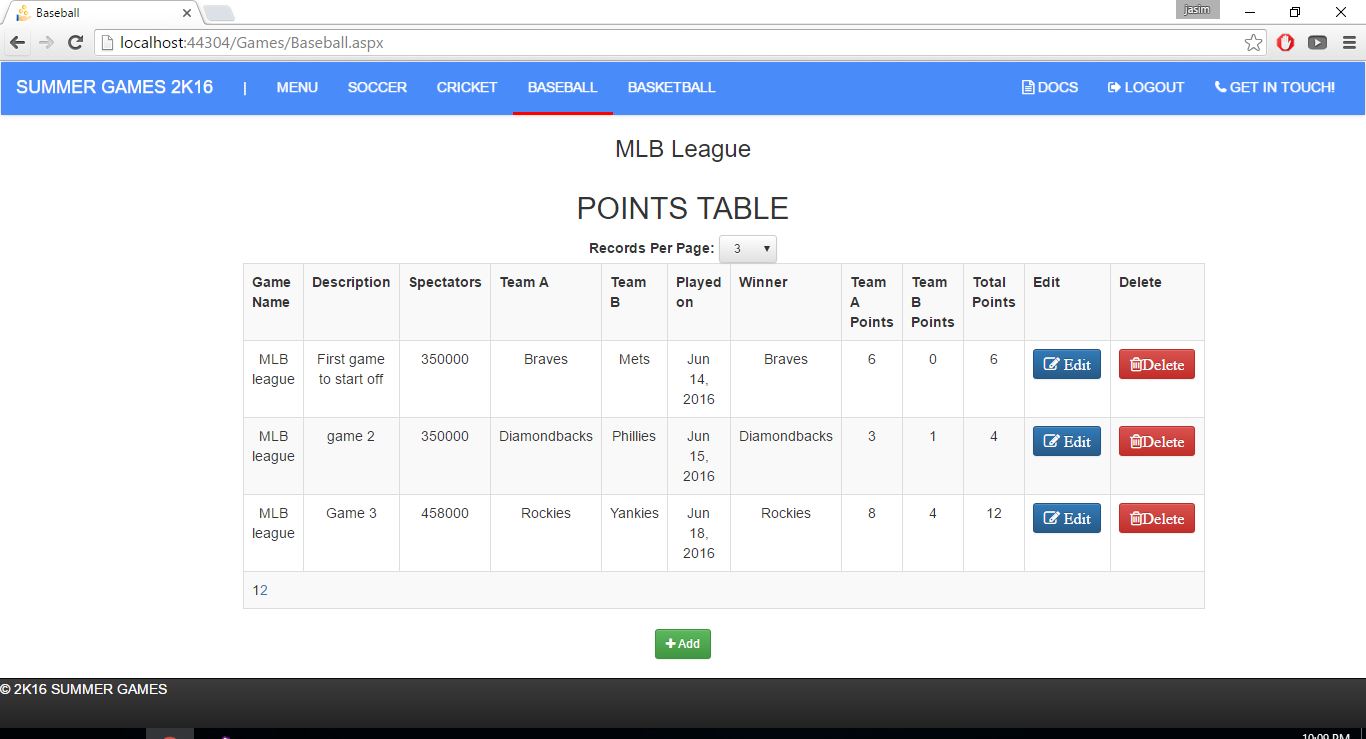 Baseball
jasim
localhost:44304/Games/Baseball.aspx
SUMMER GAMES 2K16 | MENU SOCCER CRICKET BASEBALL BASKETBALL DOCS LOGOUT GET IN TOUCH!
MLB League
POINTS TABLE
Records Per Page: 3
Game Name Description Spectators Team A Team B Played on Winner Team A Points Team B Points Total Points Edit Delete
MLB league First game to start off 350000 Braves Mets Jun 14, 2016 Braves 6 0 6 Edit Delete
MLB league game 2 350000 Diamondbacks Phillies Jun 15, 2016 Diamondbacks 3 1 4 Edit Delete
MLB league Game 3 458000 Rockies Yankies Jun 18, 2016 Rockies 8 4 12 Edit Delete
12
Add
© 2K16 SUMMER GAMES
10:09 PM